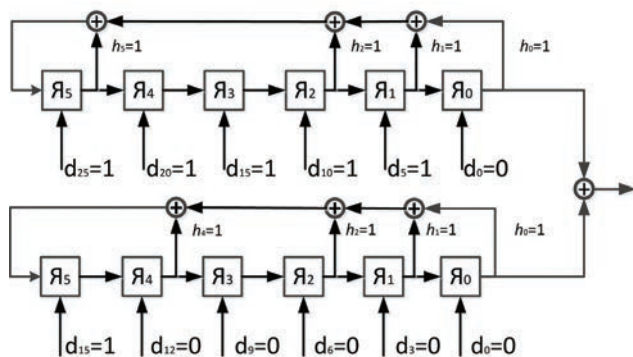 h₅=1 h₂=1 h₁=1 h₀=1
Я₅ Я₄ Я₃ Я₂ Я₁ Я₀
d₂₅=1 d₂₀=1 d₁₅=1 d₁₀=1 d₅=1 d₀=0
h₄=1 h₂=1 h₁=1 h₀=1
Я₅ Я₄ Я₃ Я₂ Я₁ Я₀
d₁₅=1 d₁₂=0 d₉=0 d₆=0 d₃=0 d₀=0